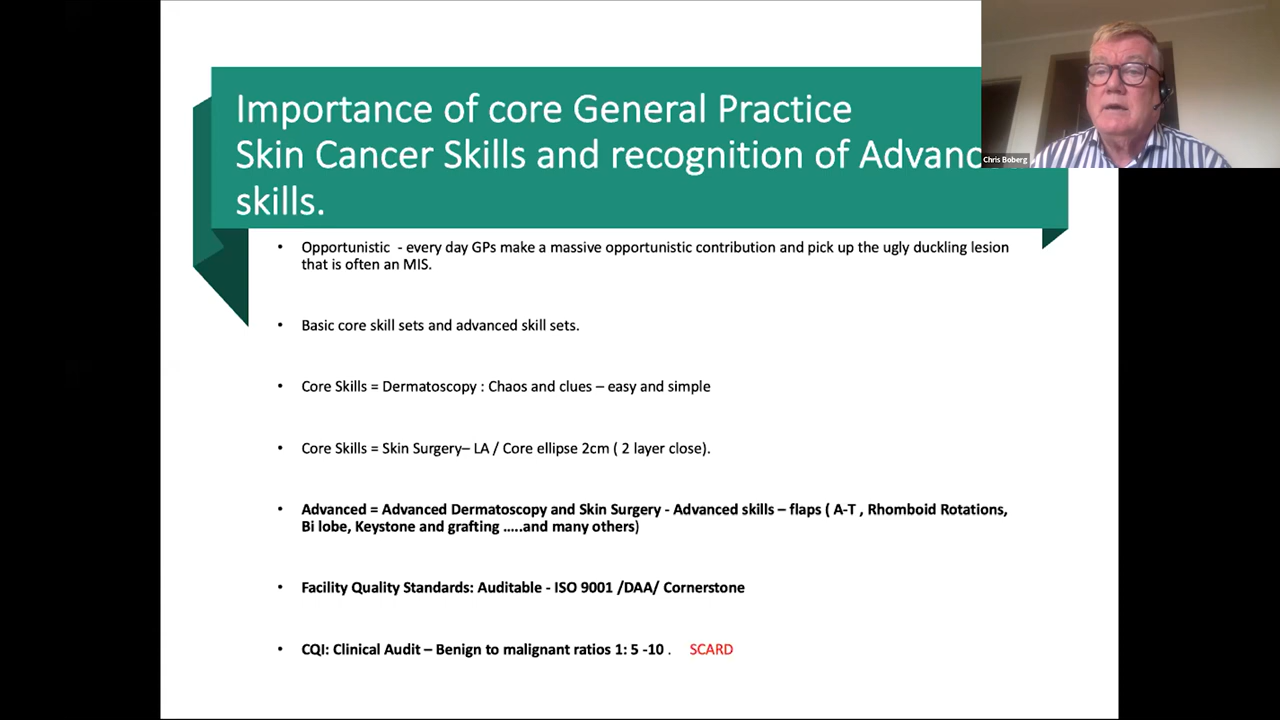 Importance of core General Practice
Skin Cancer Skills and recognition of
skills.
Chris Boberg
• Opportunistic - every day GPs make a massive opportunistic contribution and pick up the ugly duckling lesion
that is often an MIS.
• Basic core skill sets and advanced skill sets.
• Core Skills = Dermatoscopy : Chaos and clues – easy and simple
• Core Skills = Skin Surgery– LA / Core ellipse 2cm ( 2 layer close).
• Advanced = Advanced Dermatoscopy and Skin Surgery - Advanced skills – flaps ( A-T , Rhomboid Rotations,
Bi lobe, Keystone and grafting …..and many others)
• Facility Quality Standards: Auditable - ISO 9001 /DAA/ Cornerstone
• CQI: Clinical Audit – Benign to malignant ratios 1: 5 -10 . SCARD